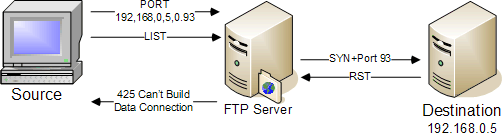 PORT
192,168,0,5,0.93
LIST
SYN+Port 93
RST
425 Can't Build
Data Connection
Source
FTP Server
Destination
192.168.0.5